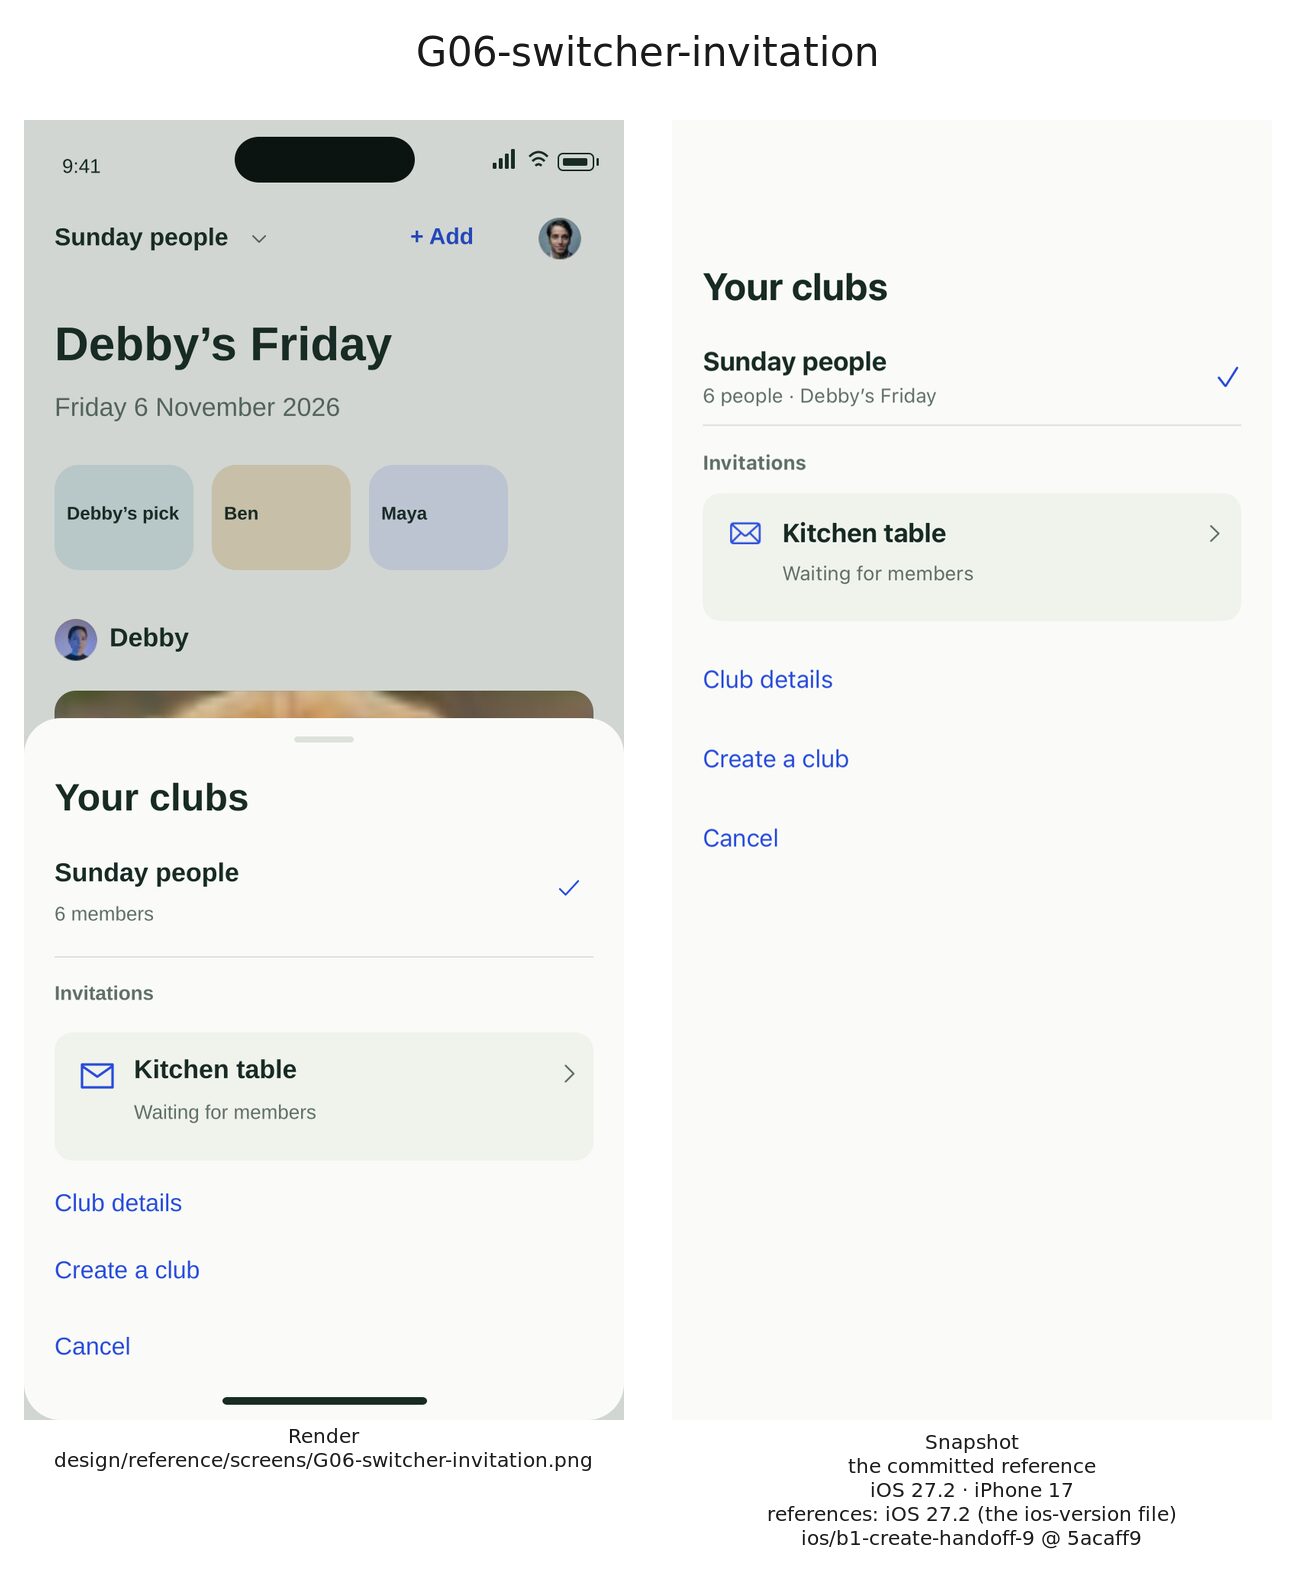 G06-switcher-invitation
9:41
Sunday people
+ Add
Debby’s Friday
Friday 6 November 2026
Debby’s pick
Ben
Maya
Debby
Your clubs
Sunday people
6 members
Invitations
Kitchen table
Waiting for members
Club details
Create a club
Cancel
Render
design/reference/screens/G06-switcher-invitation.png
Your clubs
Sunday people
6 people · Debby’s Friday
Invitations
Kitchen table
Waiting for members
Club details
Create a club
Cancel
Snapshot
the committed reference
iOS 27.2 · iPhone 17
references: iOS 27.2 (the ios-version file)
ios/b1-create-handoff-9 @ 5acaff9